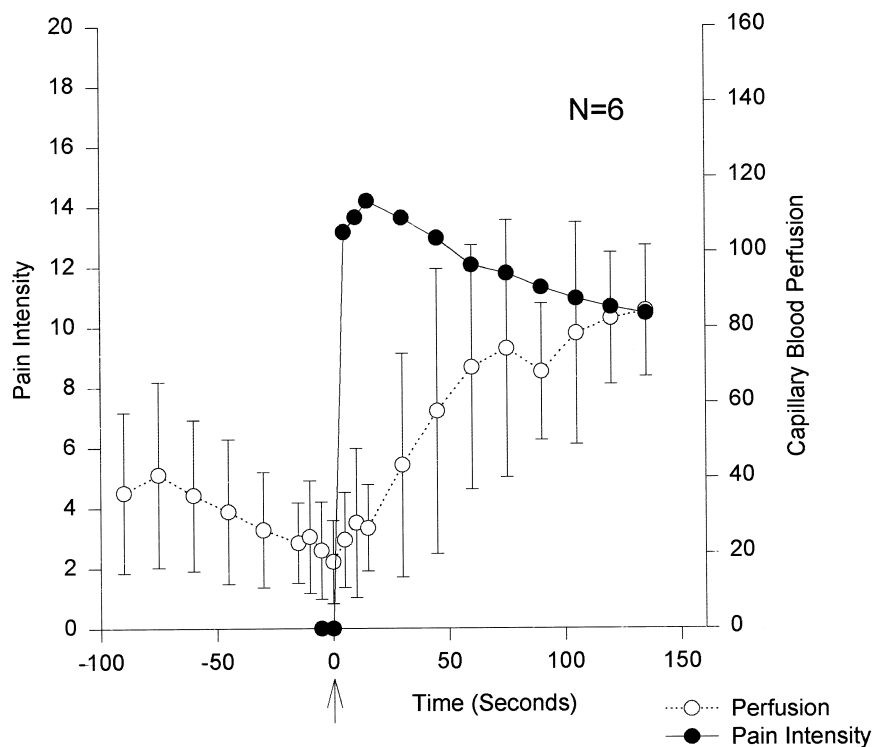 20
18
16
14
12
10
8
6
4
2
0
Pain Intensity
160
140
120
100
80
60
40
20
0
Capillary Blood Perfusion
N=6
-100 -50 0 50 100 150
Time (Seconds)
Perfusion
Pain Intensity